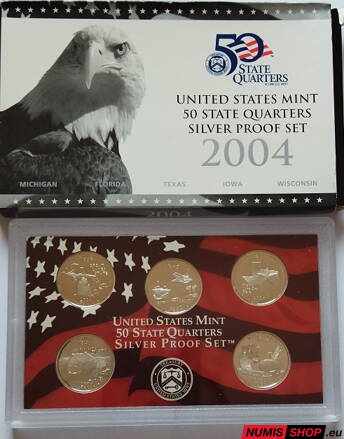 50
STATE
QUARTERS
UNITED STATES MINT
50 STATE QUARTERS
SILVER PROOF SET
2004
MICHIGAN FLORIDA TEXAS IOWA WISCONSIN
2004
UNITED STATES MINT
50 STATE QUARTERS
SILVER PROOF SET™
NUMIS SHOP.eu